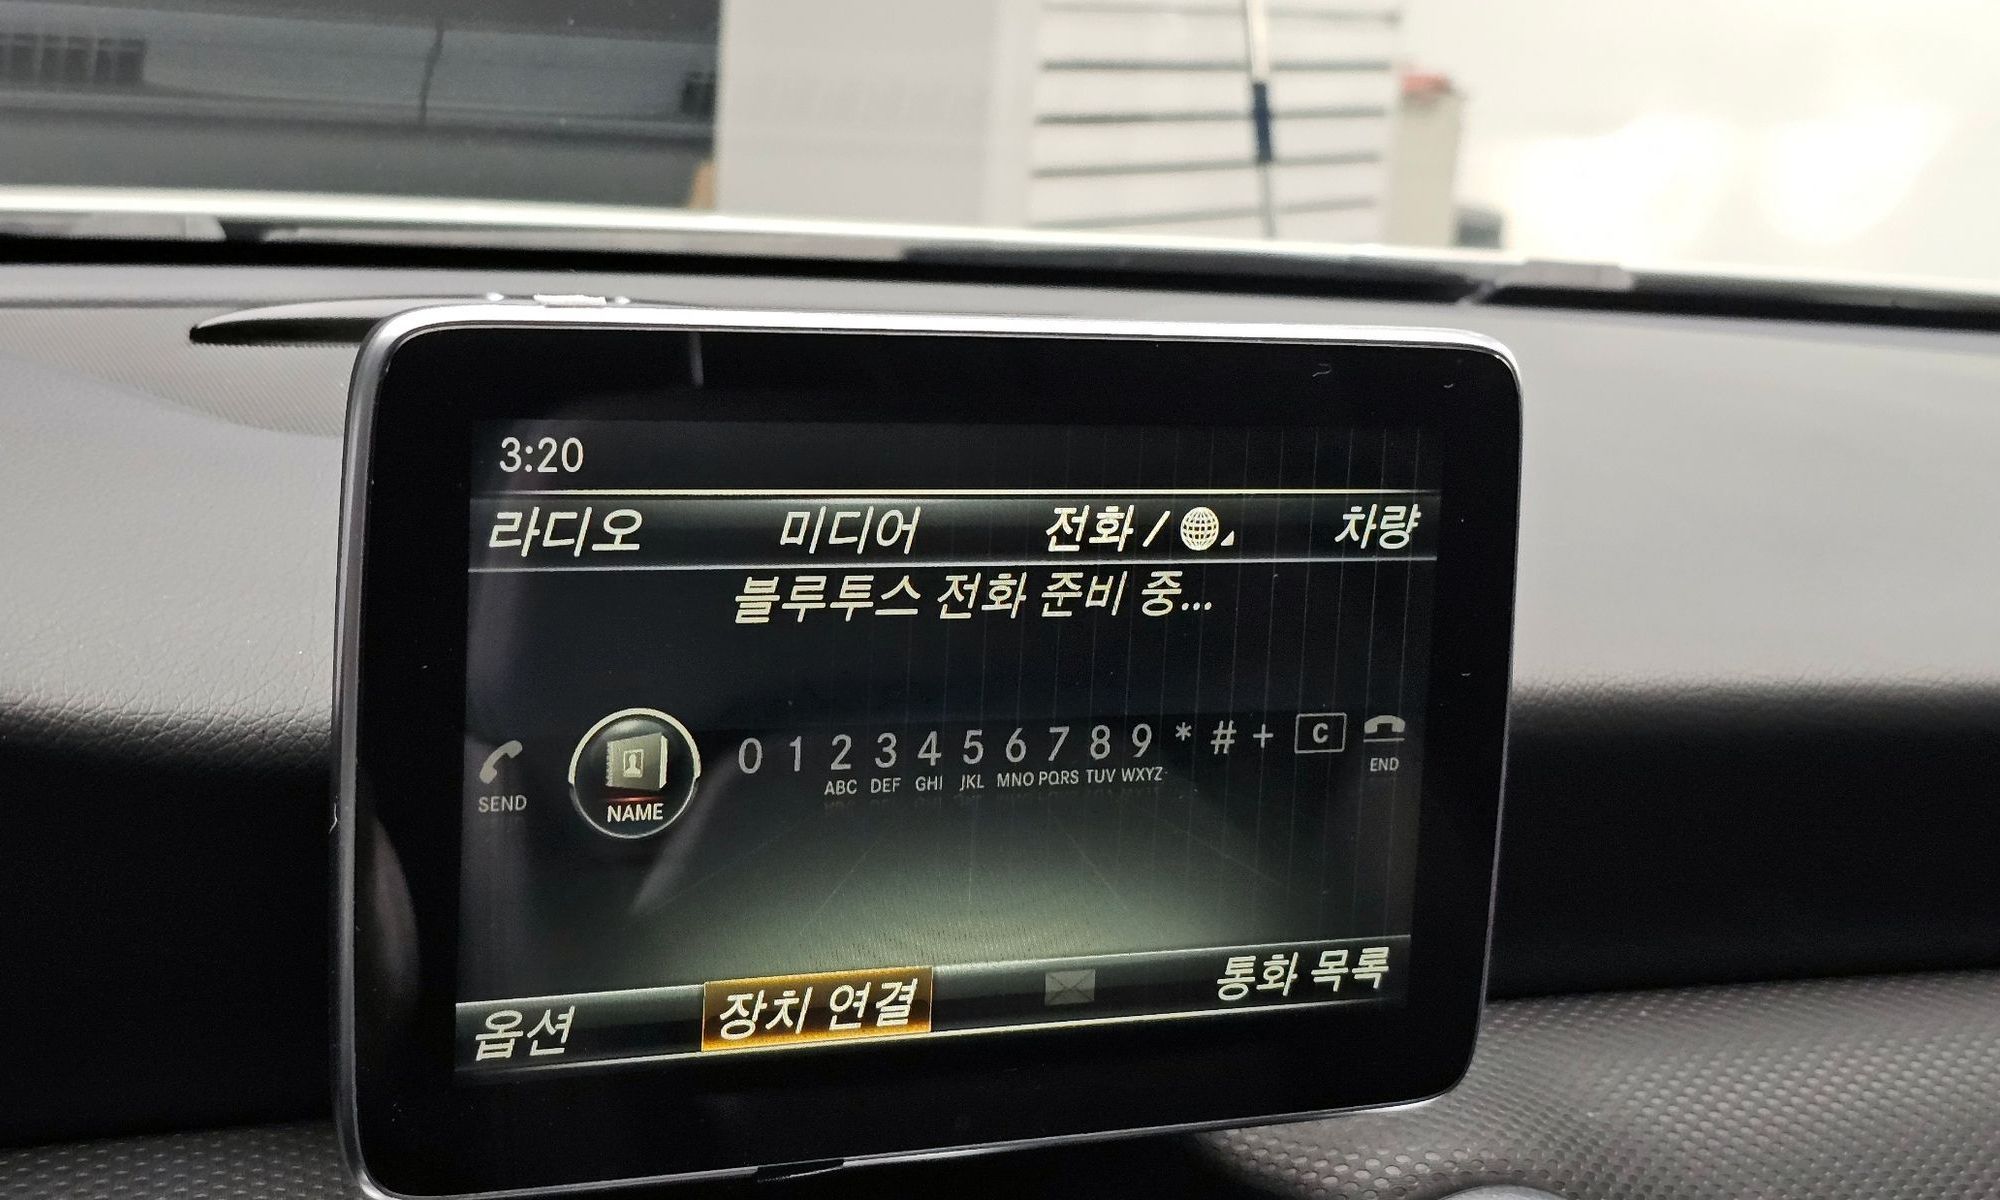 3:20
라디오 미디어 전화 / 차량
블루투스 전화 준비 중...
SEND NAME 0 1 2 3 4 5 6 7 8 9 * # + C END
ABC DEF GHI JKL MNO PQRS TUV WXYZ
옵션 장치 연결 통화 목록